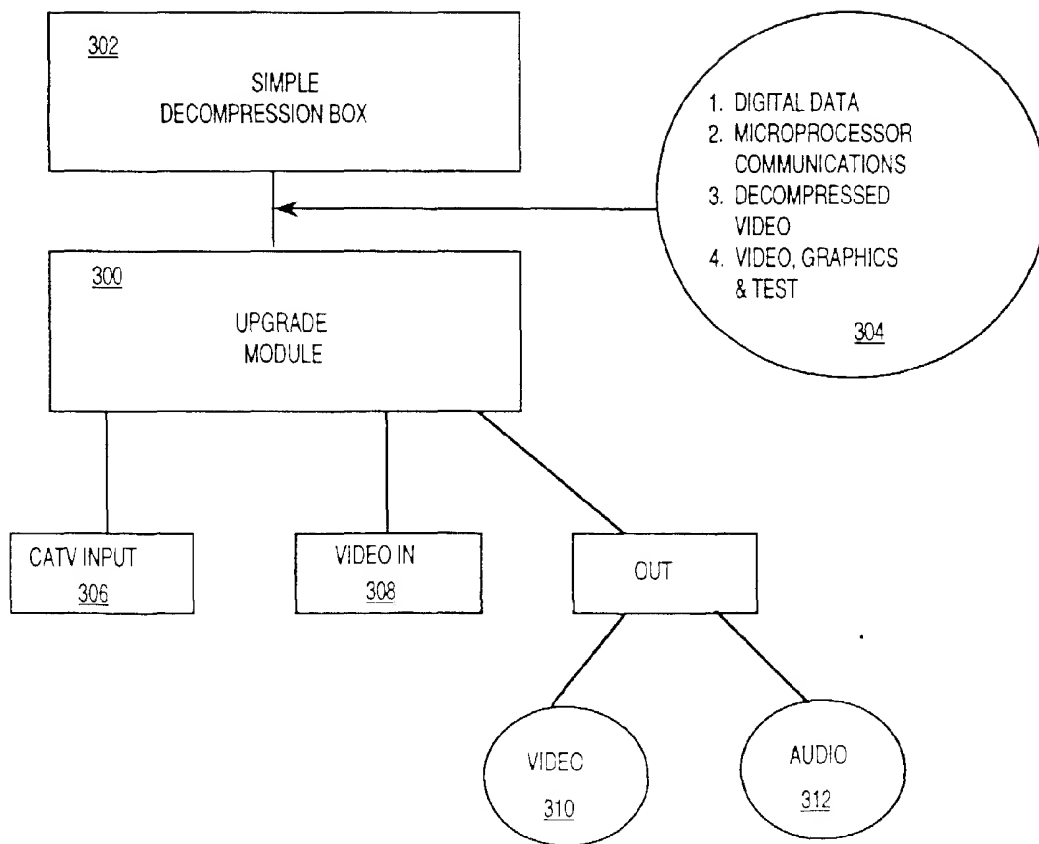 302
SIMPLE
DECOMPRESSION BOX
1. DIGITAL DATA
2. MICROPROCESSOR
COMMUNICATIONS
3. DECOMPRESSED
VIDEO
4. VIDEO, GRAPHICS
& TEST
304
300
UPGRADE
MODULE
CATV INPUT
306
VIDEO IN
308
OUT
VIDEO
310
AUDIO
312